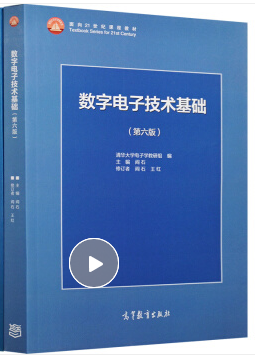 面向21世纪课程教材
Textbook Series for 21st Century
数字电子技术基础
(第六版)
清华大学电子学教研组 编
主编 阎石
修订者 阎石 王红
高等教育出版社
数字电子技术基础(第六版)